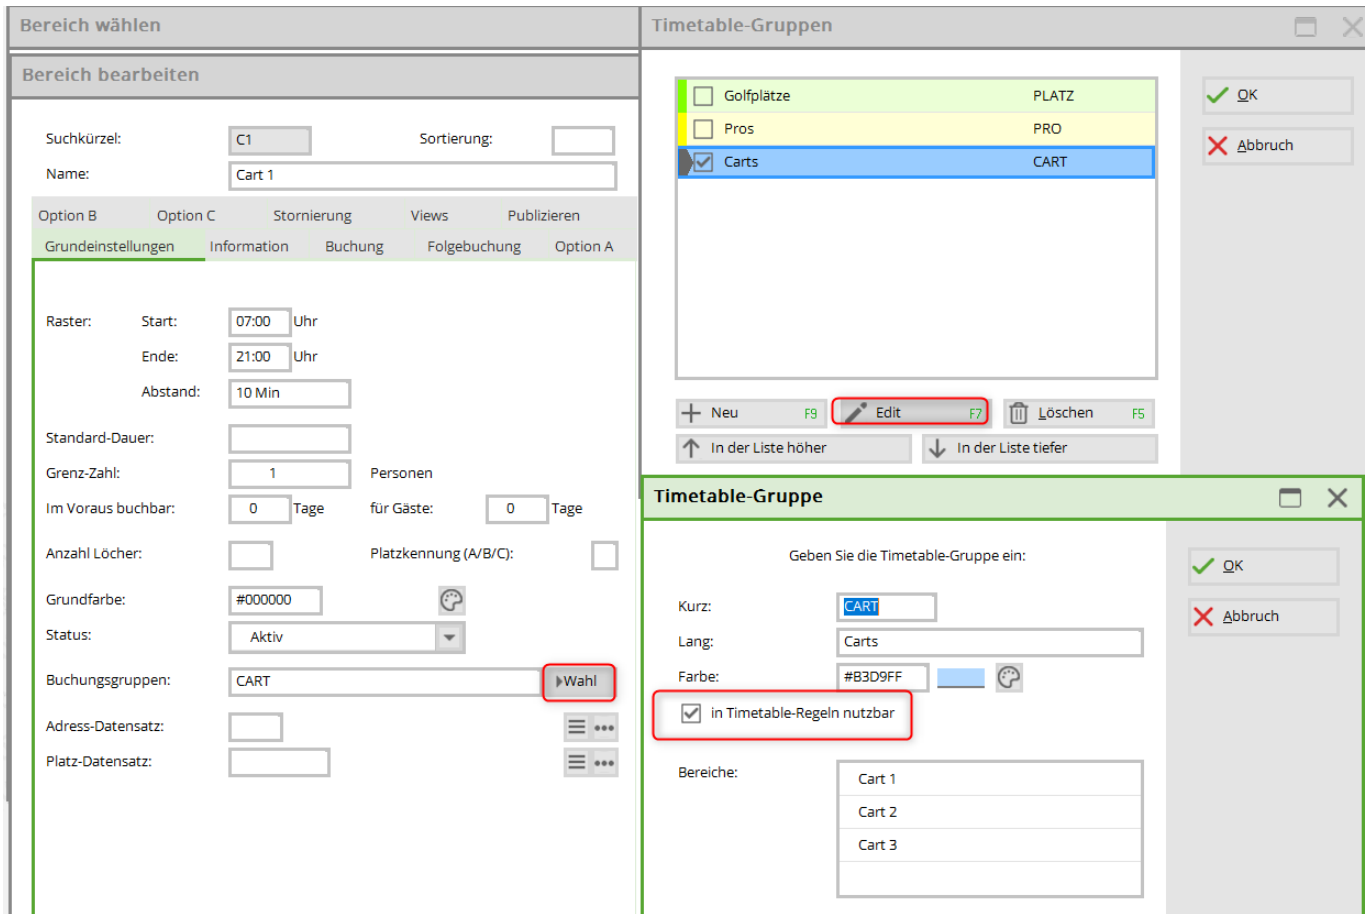 Bereich wählen
Bereich bearbeiten
Suchkürzel: C1 Sortierung:
Name: Cart 1
Option B Option C Stornierung Views Publizieren
Grundeinstellungen Information Buchung Folgebuchung Option A
Raster: Start: 07:00 Uhr
Ende: 21:00 Uhr
Abstand: 10 Min
Standard-Dauer:
Grenz-Zahl: 1 Personen
Im Voraus buchbar: 0 Tage für Gäste: 0 Tage
Anzahl Löcher: Platzkennung (A/B/C):
Grundfarbe: #000000
Status: Aktiv
Buchungsgruppen: CART Wahl
Adress-Datensatz:
Platz-Datensatz:
Timetable-Gruppen
Golfplätze PLATZ
Pros PRO
Carts CART
OK
Abbruch
Neu F9 Edit F7 Löschen F5
In der Liste höher In der Liste tiefer
Timetable-Gruppe
Geben Sie die Timetable-Gruppe ein:
Kurz: CART
Lang: Carts
Farbe: #B3D9FF
in Timetable-Regeln nutzbar
Bereiche: Cart 1
Cart 2
Cart 3
OK
Abbruch